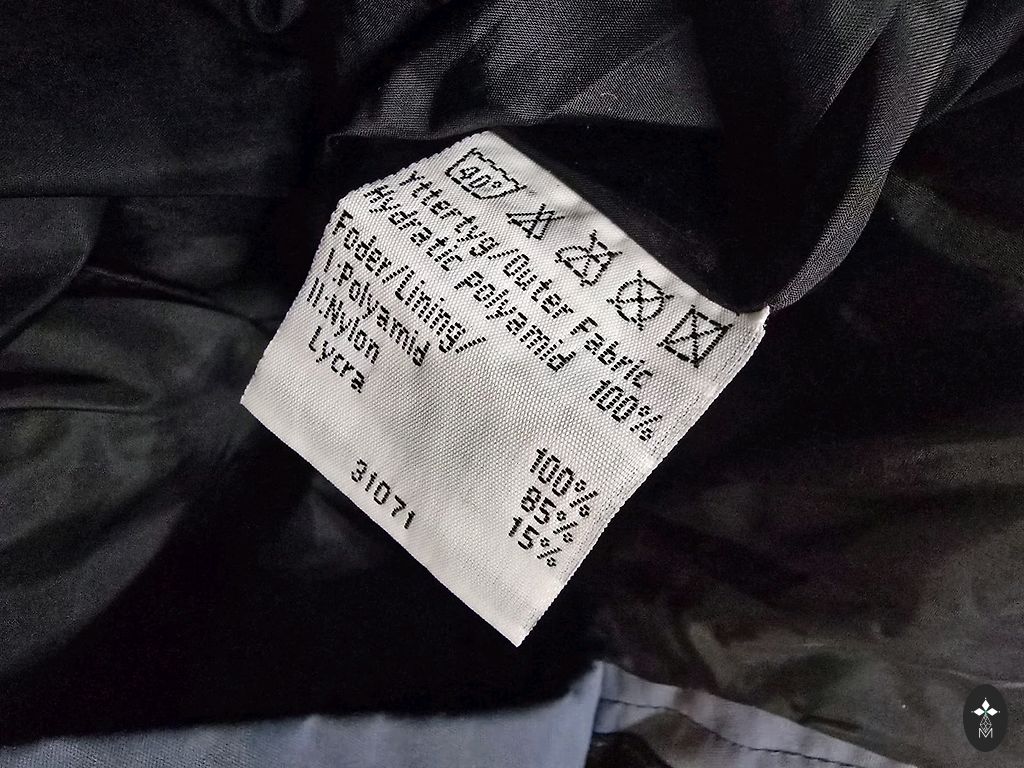 40°
Yttertyg/Outer Fabric
Hydratic polyamid 100%
Foder/Lining/
I:Polyamid 100%
II:Nylon 85%
Lycra 15%
31071
M